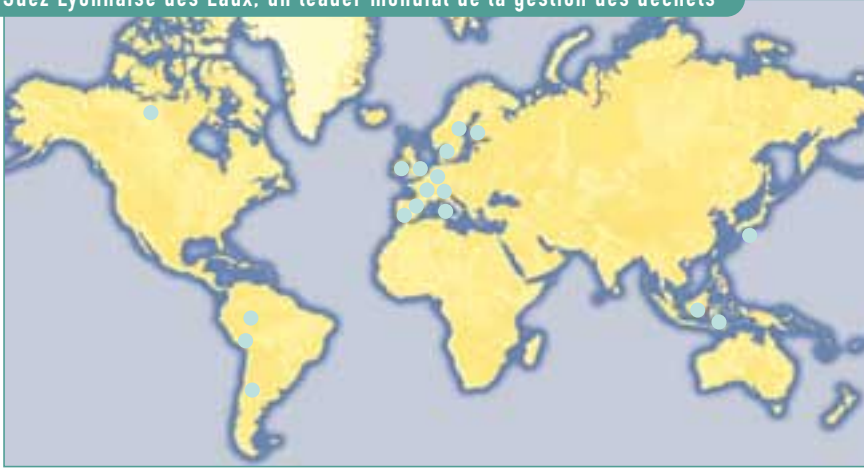 Suez Lyonnaise des Eaux, un leader mondial de la gestion des déchets